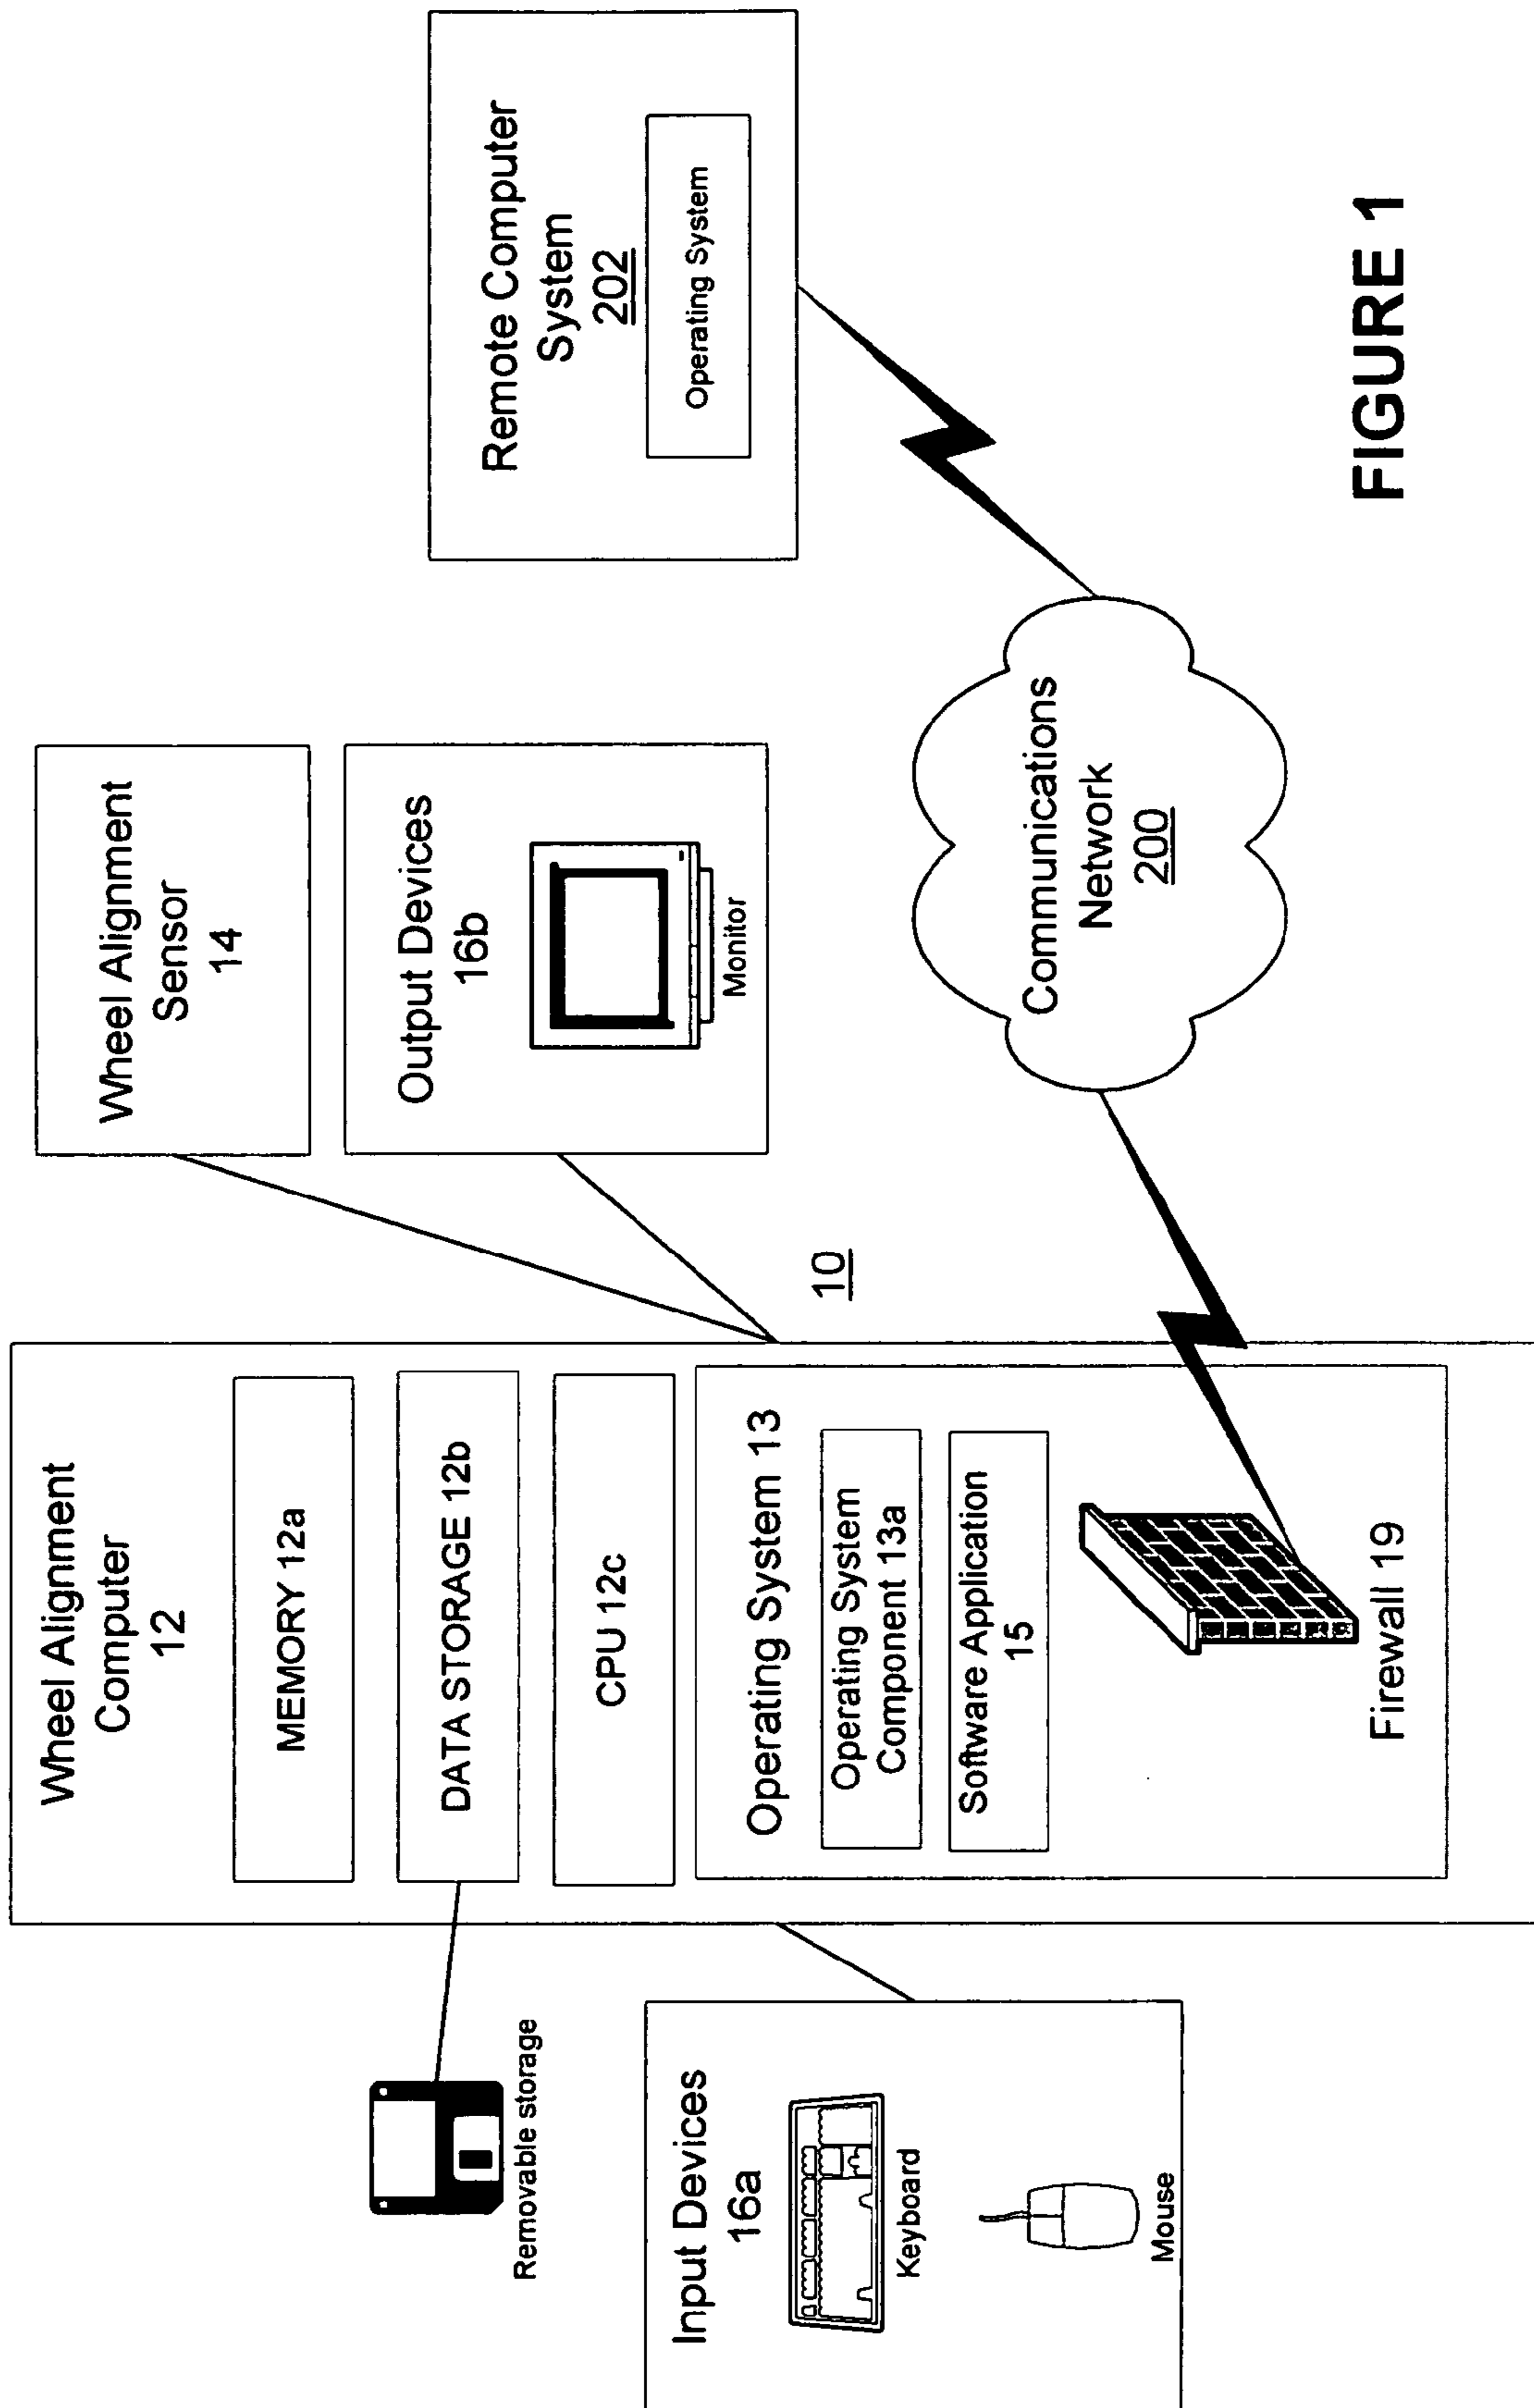 Removable storage
Input Devices
16a
Keyboard
Mouse
Wheel Alignment
Computer
12
MEMORY 12a
DATA STORAGE 12b
CPU 12c
Operating System 13
Operating System
Component 13a
Software Application
15
Firewall 19
10
Wheel Alignment
Sensor
14
Output Devices
16b
Monitor
Communications
Network
200
Remote Computer
System
202
Operating System
FIGURE 1